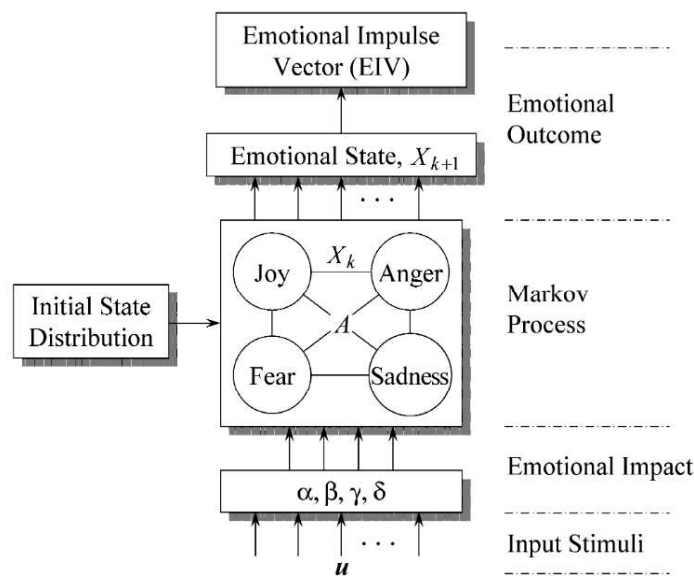 Emotional Impulse
Vector (EIV)
Emotional
Outcome
Emotional State, X_{k+1}
. . .
Joy
X_k
Anger
Initial State
Distribution
A
Markov
Process
Fear
Sadness
α, β, γ, δ
Emotional Impact
. . .
u
Input Stimuli